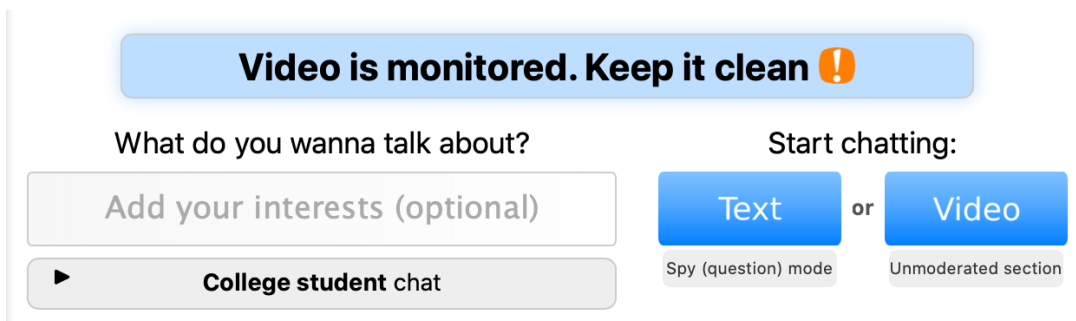 Video is monitored. Keep it clean❗
What do you wanna talk about?
Add your interests (optional)
College student chat
Start chatting:
Text or Video
Spy (question) mode
Unmoderated section